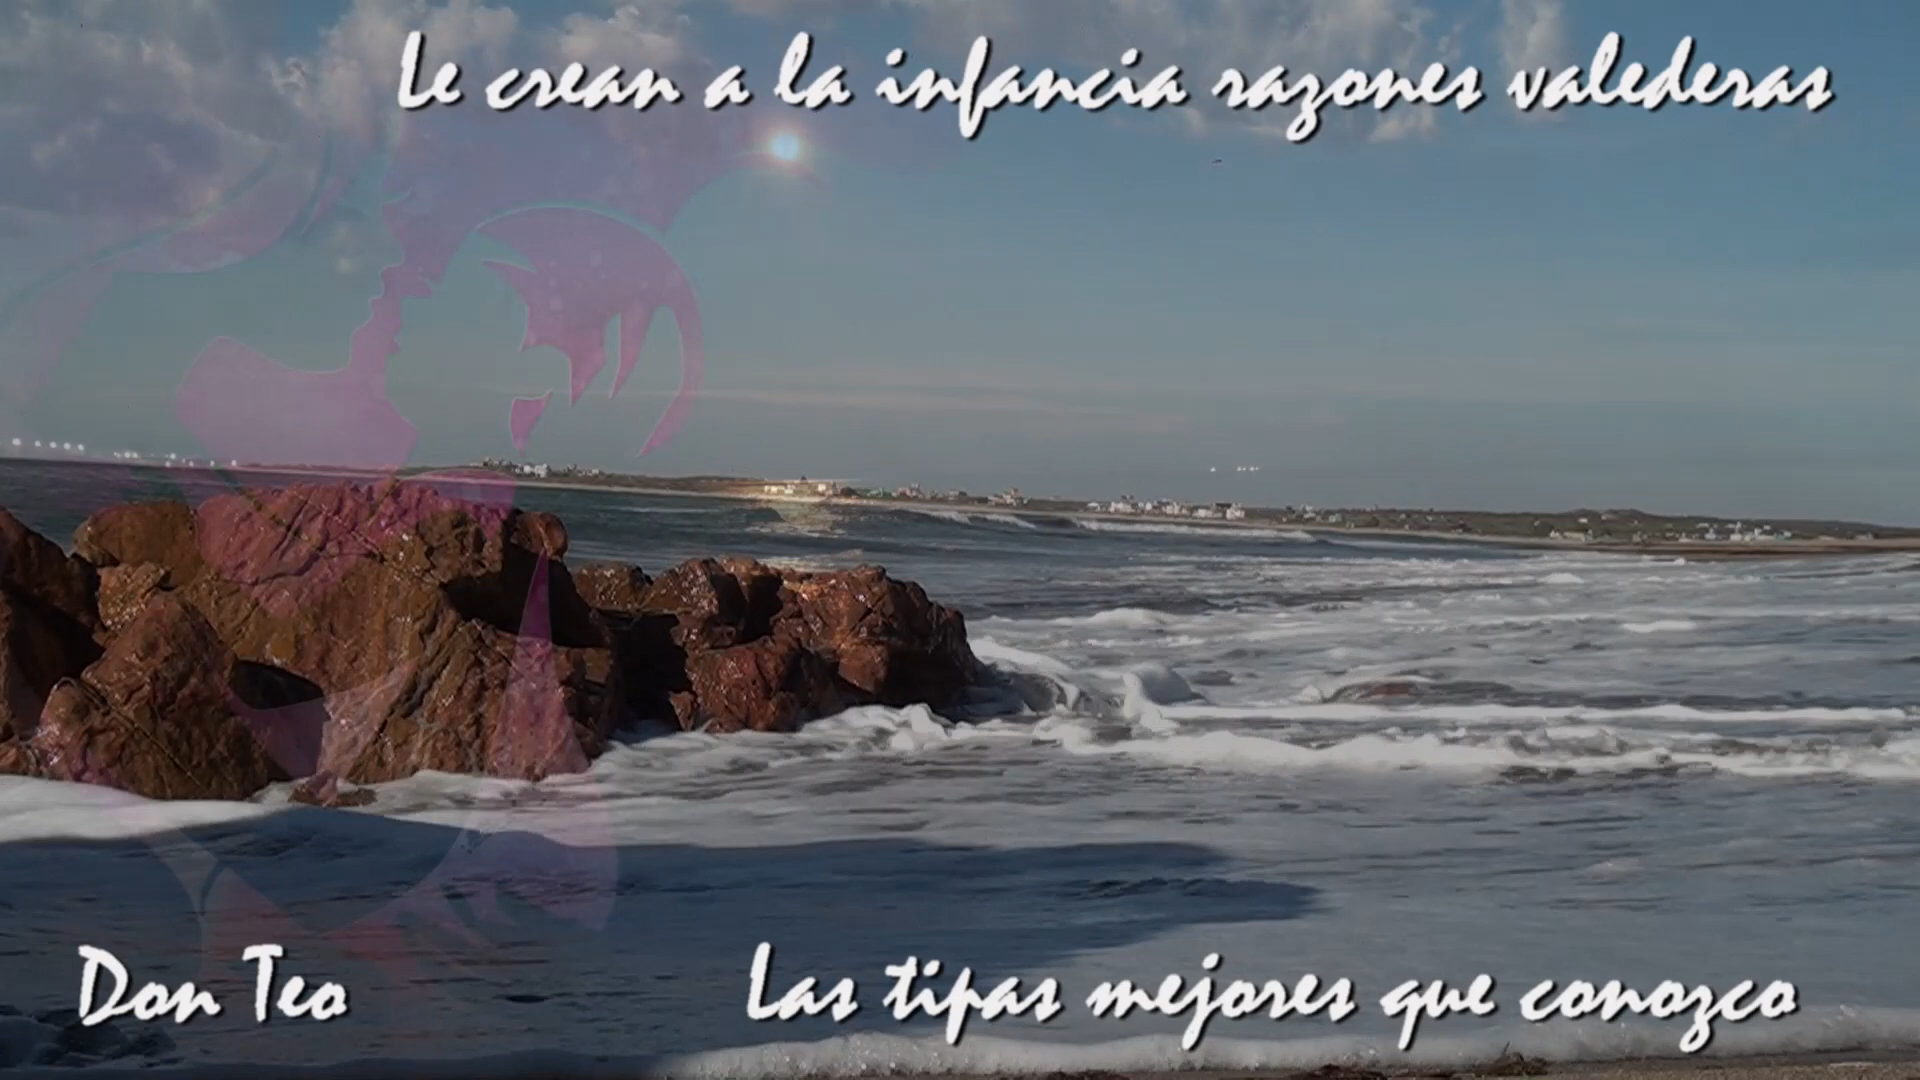 Le crean a la infancia razones valederas
Don Teo
Las tipas mejores que conozco